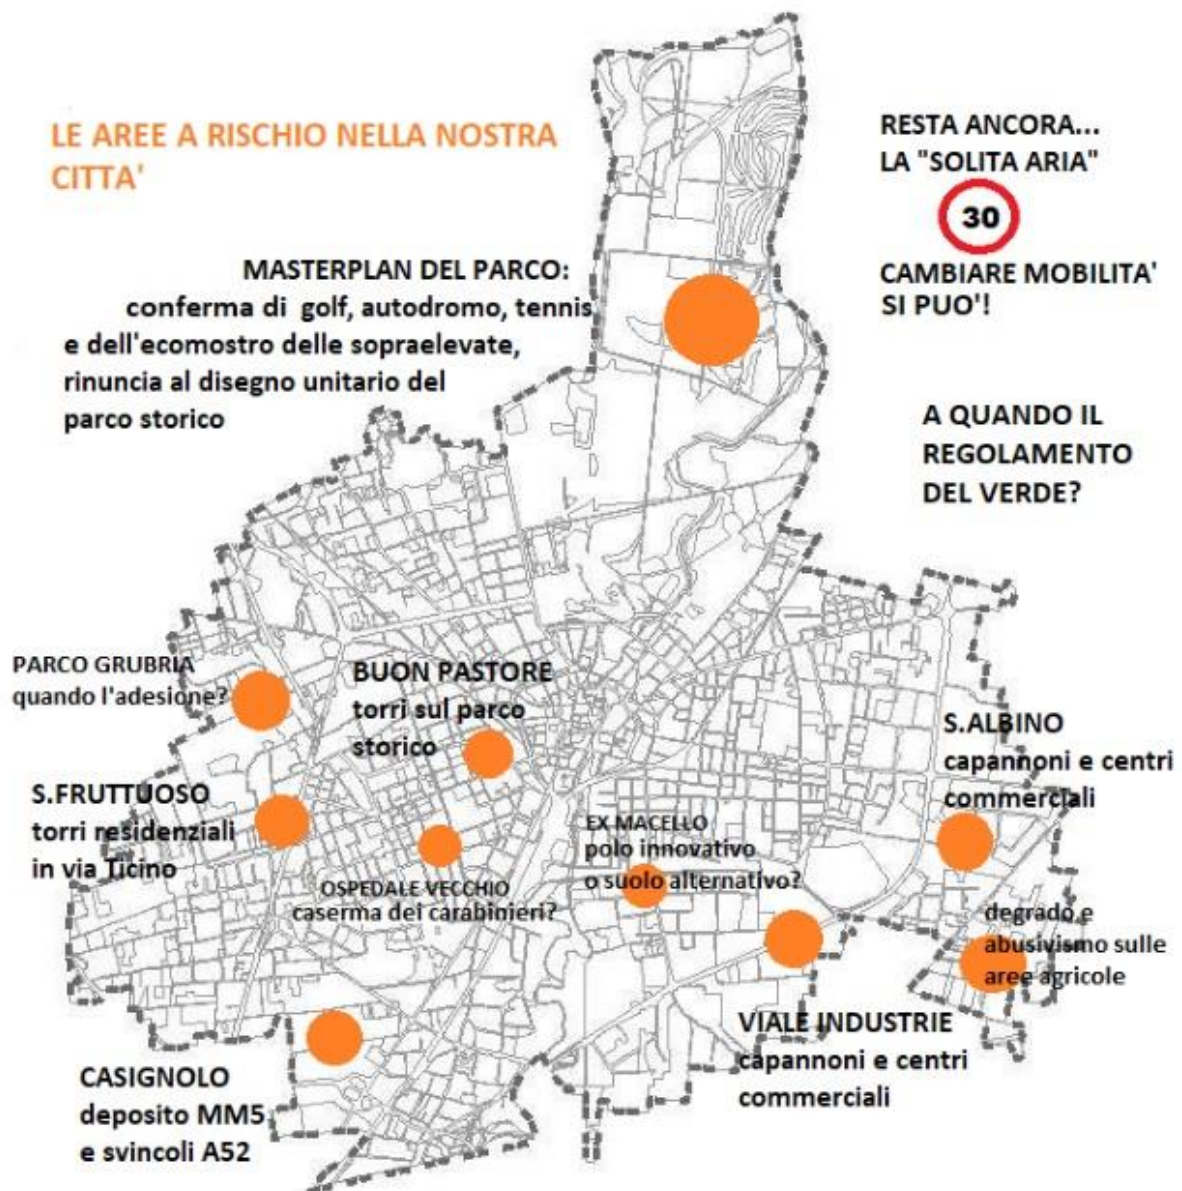 LE AREE A RISCHIO NELLA NOSTRA
CITTA'
RESTA ANCORA...
LA "SOLITA ARIA"
30
CAMBIARE MOBILITA'
SI PUO'!
MASTERPLAN DEL PARCO:
conferma di golf, autodromo, tennis
e dell'ecomostro delle sopraelevate,
rinuncia al disegno unitario del
parco storico
A QUANDO IL
REGOLAMENTO
DEL VERDE?
PARCO GRUBRIA
quando l'adesione?
BUON PASTORE
torri sul parco
storico
S.ALBINO
capannoni e centri
commerciali
S.FRUTTUOSO
torri residenziali
in via Ticino
EX MACELLO
polo innovativo
o suolo alternativo?
OSPEDALE VECCHIO
caserma dei carabinieri?
degrado e
abusivismo sulle
aree agricole
VIALE INDUSTRIE
capannoni e centri
commerciali
CASIGNOLO
deposito MM5
e svincoli A52